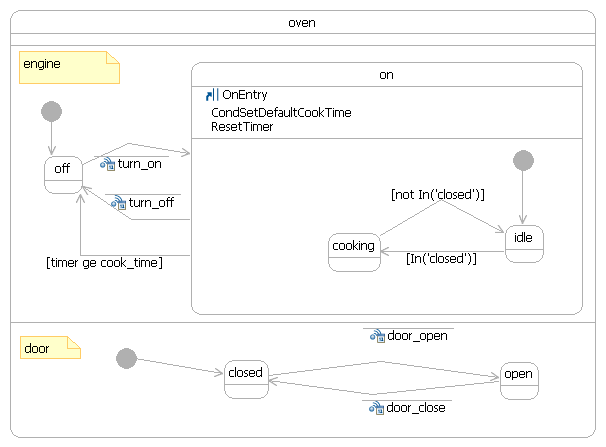 oven
engine
on
OnEntry
CondSetDefaultCookTime
ResetTimer
off
turn_on
turn_off
[timer ge cook_time]
[not In('closed')]
cooking
idle
[In('closed')]
door
closed
door_open
open
door_close